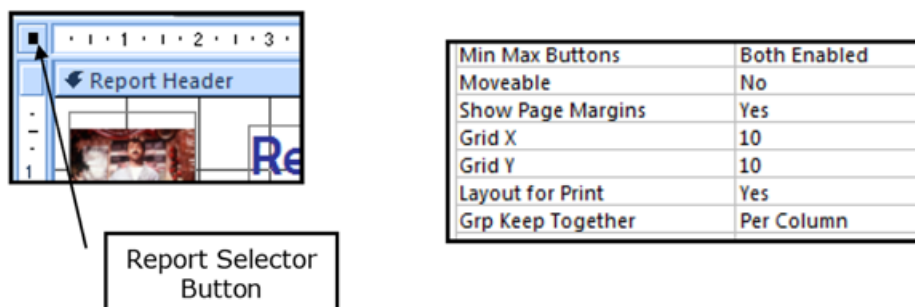 1 2 3
Report Header
Re
1
Report Selector
Button
Min Max Buttons Both Enabled
Moveable No
Show Page Margins Yes
Grid X 10
Grid Y 10
Layout for Print Yes
Grp Keep Together Per Column